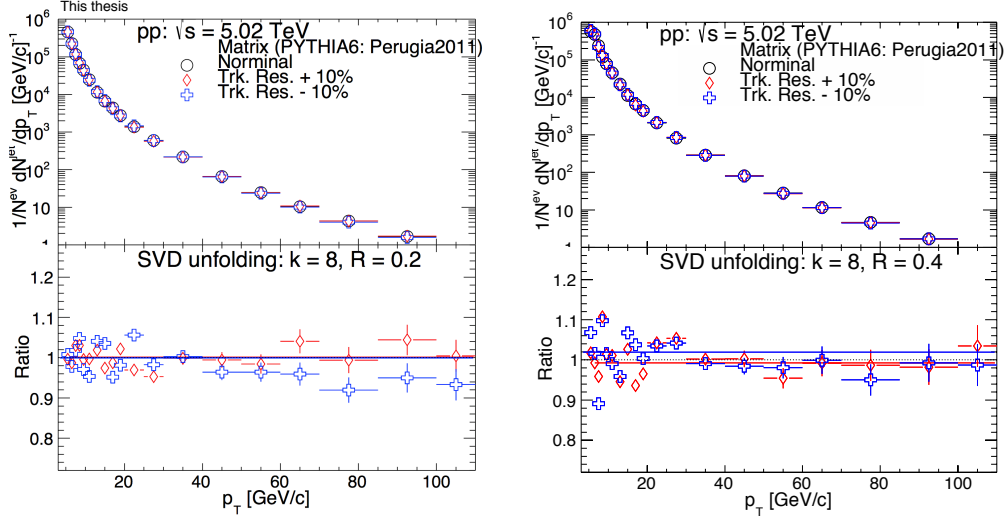 This thesis
pp: √s = 5.02 TeV
Matrix (PYTHIA6: Perugia2011)
Norminal
Trk. Res. + 10%
Trk. Res. - 10%
1/N^ev dN^jet/dp_T [GeV/c]^-1
10^6
10^5
10^4
10^3
10^2
10
1
SVD unfolding: k = 8, R = 0.2
Ratio
1.2
1.1
1
0.9
0.8
20 40 60 80 100
p_T [GeV/c]
pp: √s = 5.02 TeV
Matrix (PYTHIA6: Perugia2011)
Norminal
Trk. Res. + 10%
Trk. Res. - 10%
1/N^ev dN^jet/dp_T [GeV/c]^-1
10^6
10^5
10^4
10^3
10^2
10
1
SVD unfolding: k = 8, R = 0.4
Ratio
1.2
1.1
1
0.9
0.8
20 40 60 80 100
p_T [GeV/c]